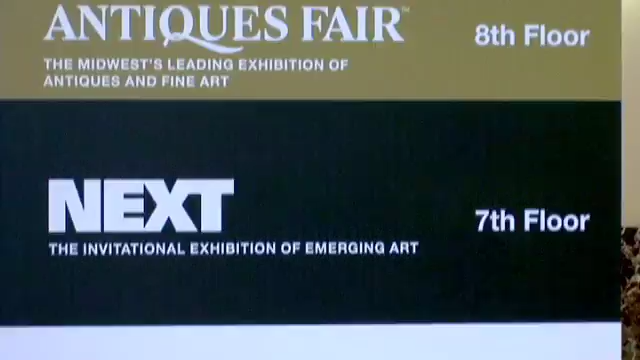 ANTIQUES FAIR™ 8th Floor
THE MIDWEST'S LEADING EXHIBITION OF
ANTIQUES AND FINE ART
NEXT 7th Floor
THE INVITATIONAL EXHIBITION OF EMERGING ART